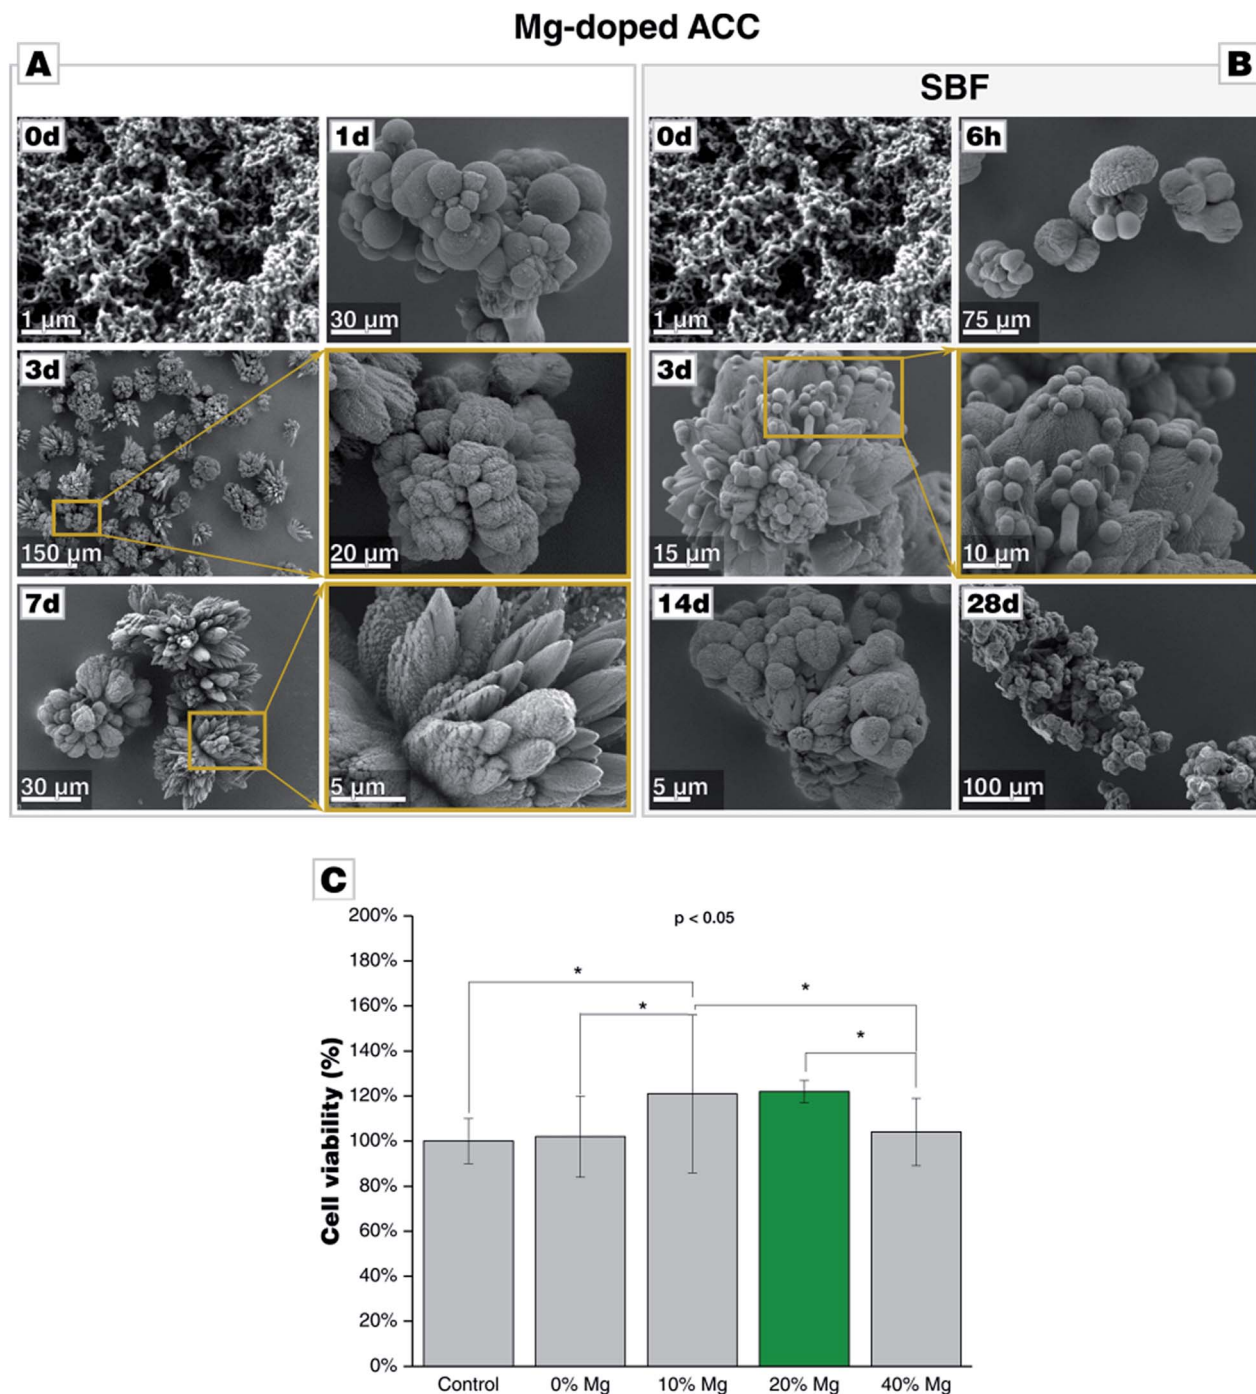 Mg-doped ACC
A
B
SBF
0d
1 µm
1d
30 µm
0d
1 µm
6h
75 µm
3d
150 µm
20 µm
3d
15 µm
10 µm
7d
30 µm
5 µm
14d
5 µm
28d
100 µm
C
p < 0.05
Cell viability (%)
200%
180%
160%
140%
120%
100%
80%
60%
40%
20%
0%
*
*
*
*
Control
0% Mg
10% Mg
20% Mg
40% Mg